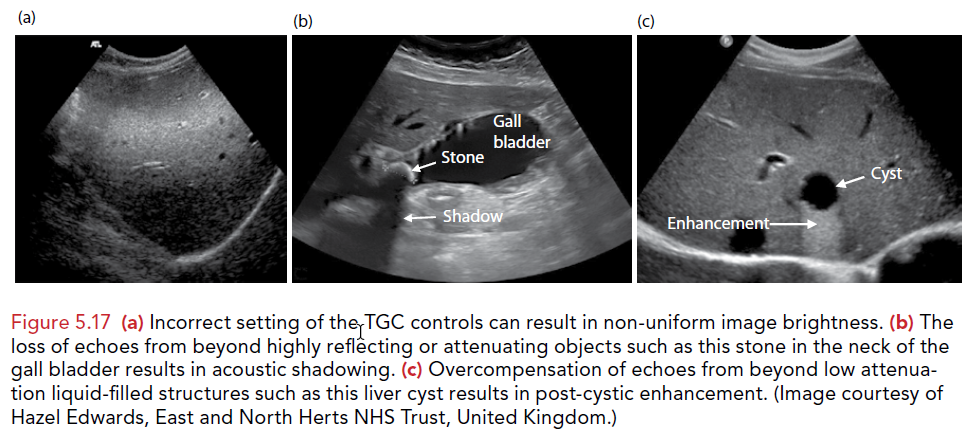 (a)
(b)
(c)
Gall
bladder
Stone
Shadow
Cyst
Enhancement
Figure 5.17 (a) Incorrect setting of the TGC controls can result in non-uniform image brightness. (b) The
loss of echoes from beyond highly reflecting or attenuating objects such as this stone in the neck of the
gall bladder results in acoustic shadowing. (c) Overcompensation of echoes from beyond low attenua-
tion liquid-filled structures such as this liver cyst results in post-cystic enhancement. (Image courtesy of
Hazel Edwards, East and North Herts NHS Trust, United Kingdom.)